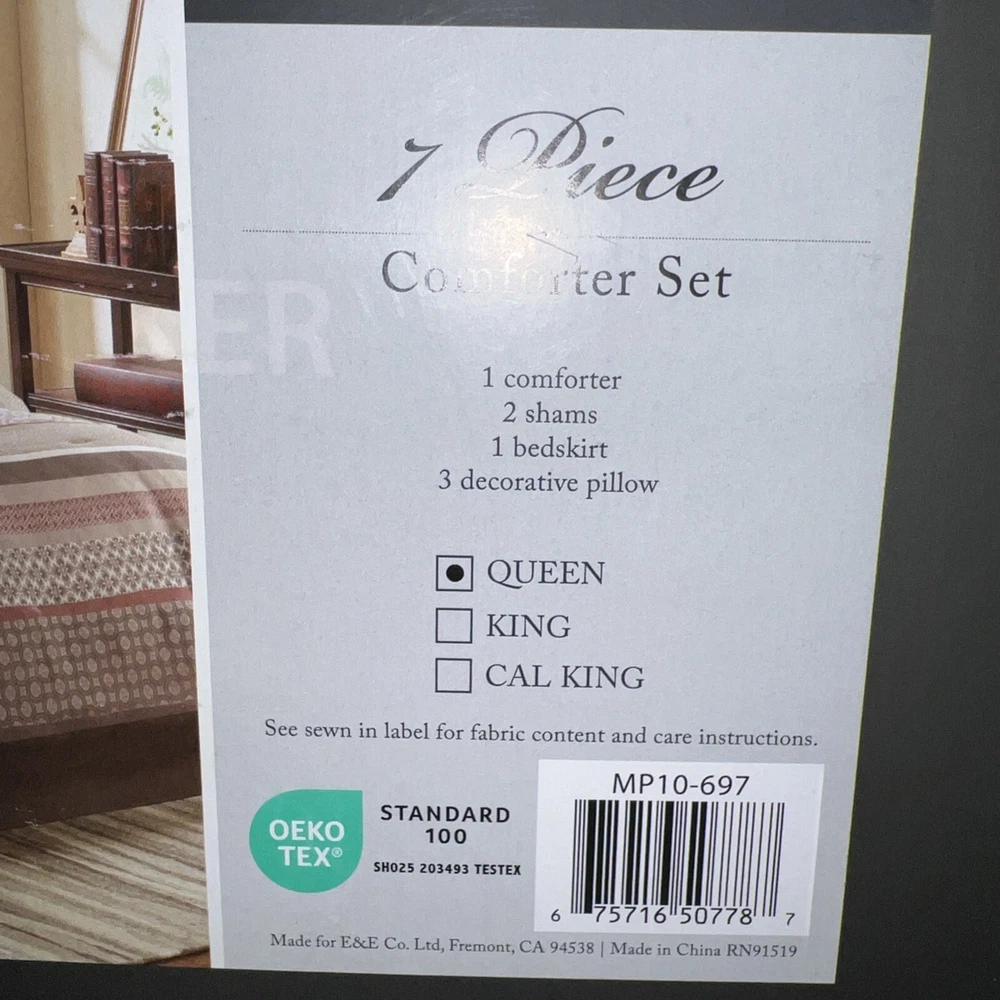 7 Piece
Comforter Set
ER
1 comforter
2 shams
1 bedskirt
3 decorative pillow
QUEEN
KING
CAL KING
See sewn in label for fabric content and care instructions.
OEKO
TEX®
STANDARD
100
SH025 203493 TESTEX
MP10-697
6 75716 50778 7
Made for E&E Co. Ltd, Fremont, CA 94538 | Made in China RN91519